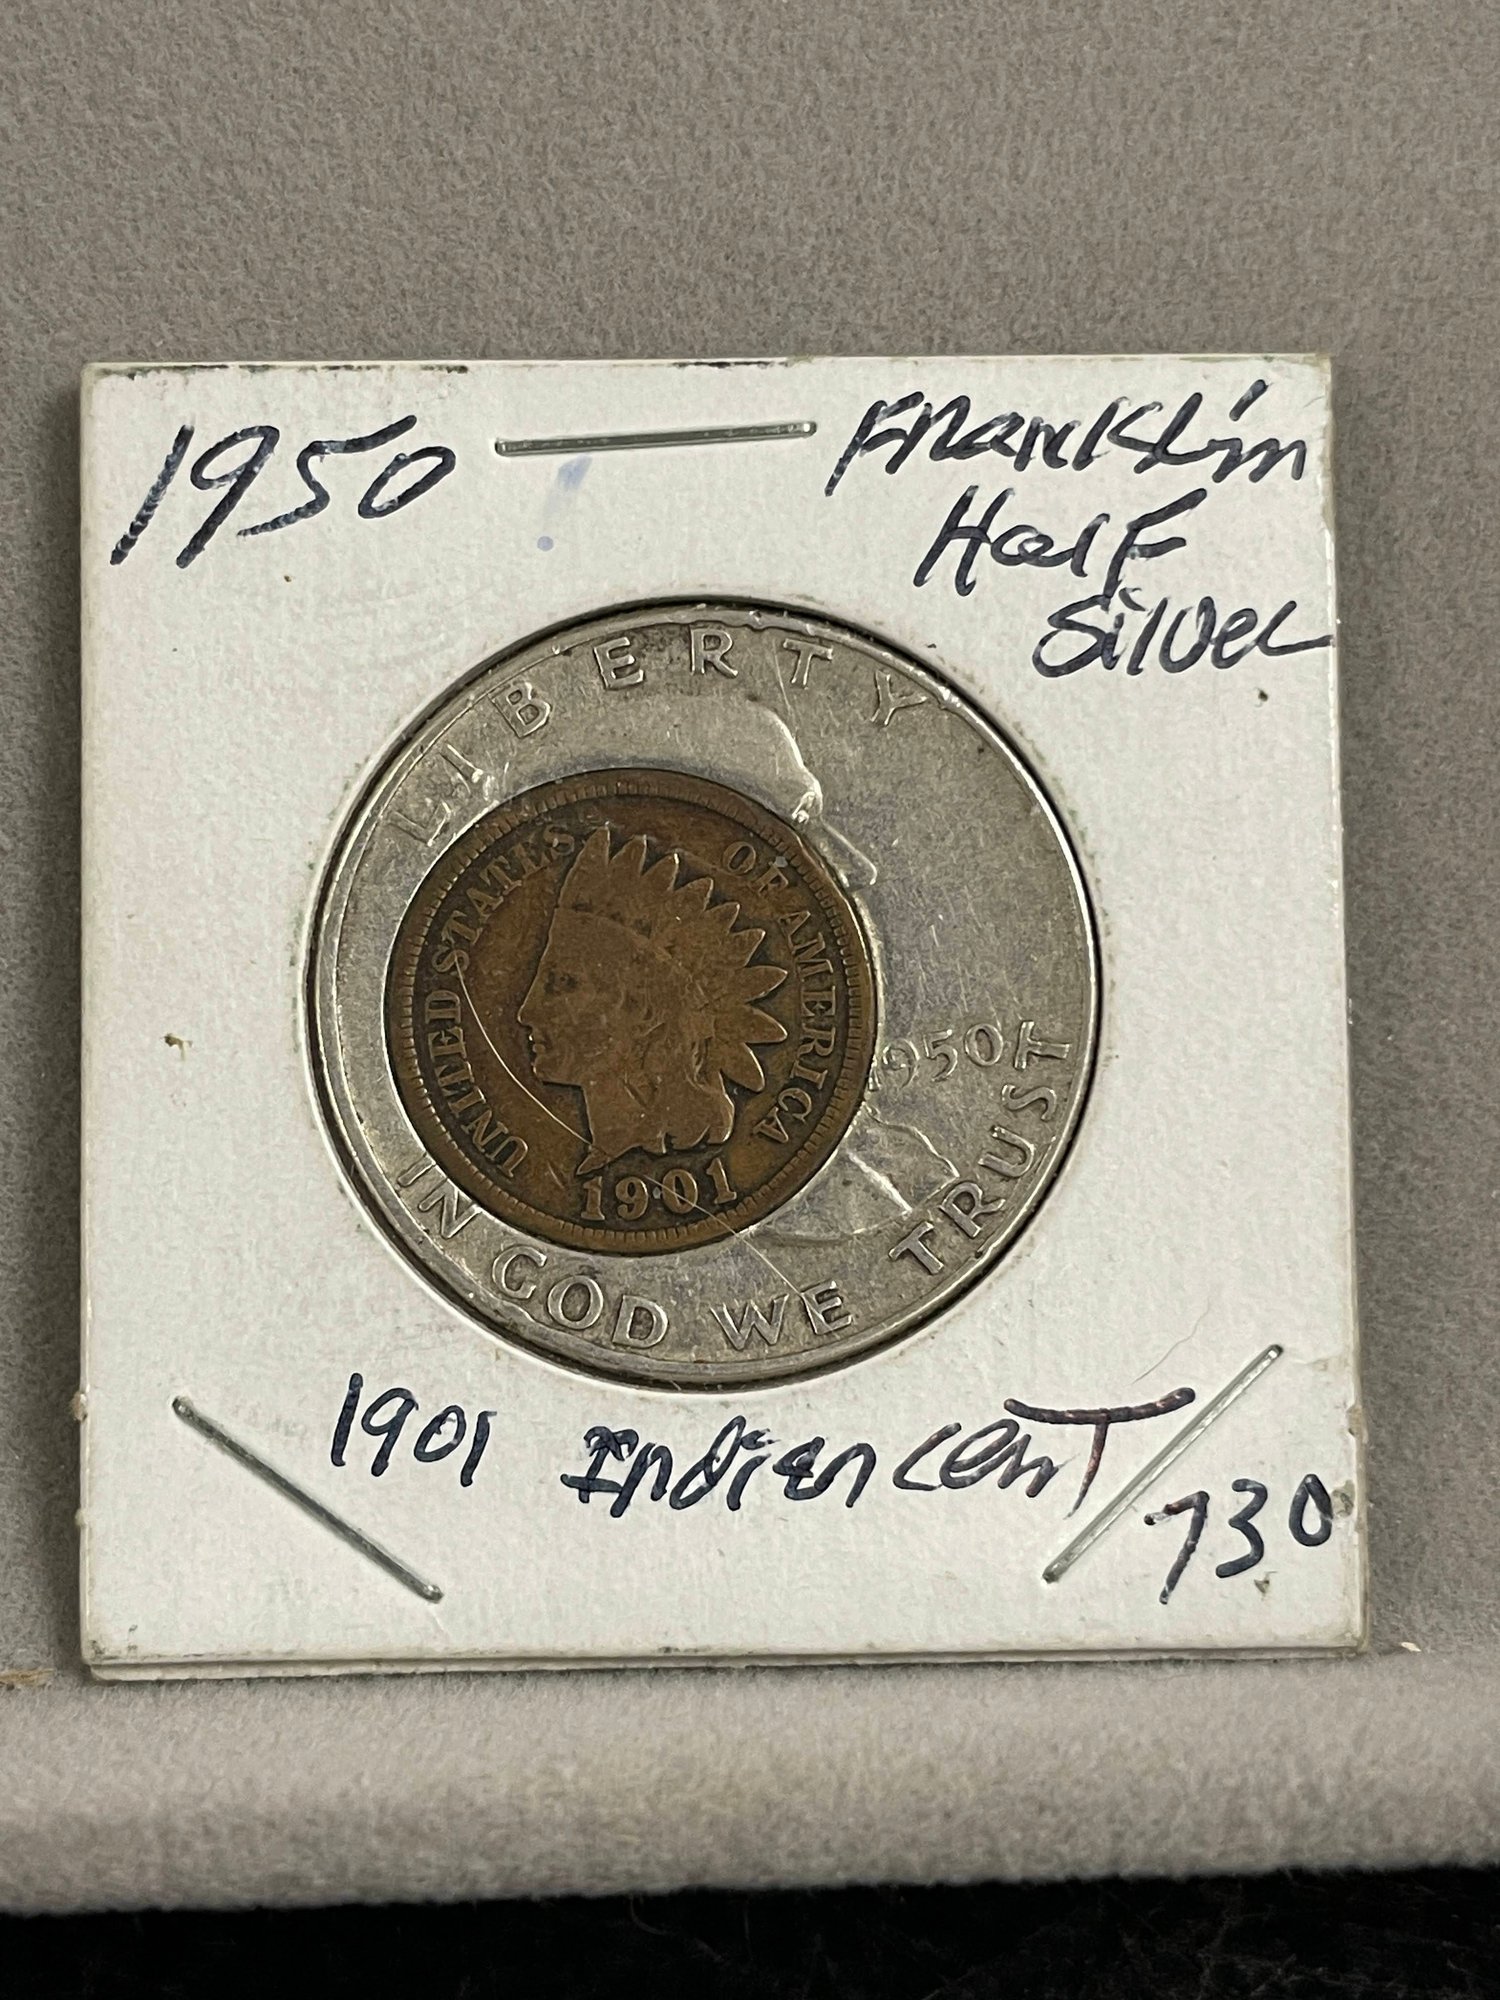 1950
Franklin
Half
Silver
LIBERTY
UNITED STATES OF AMERICA
1901
1950
IN GOD WE TRUST
1901 Indian cent
730